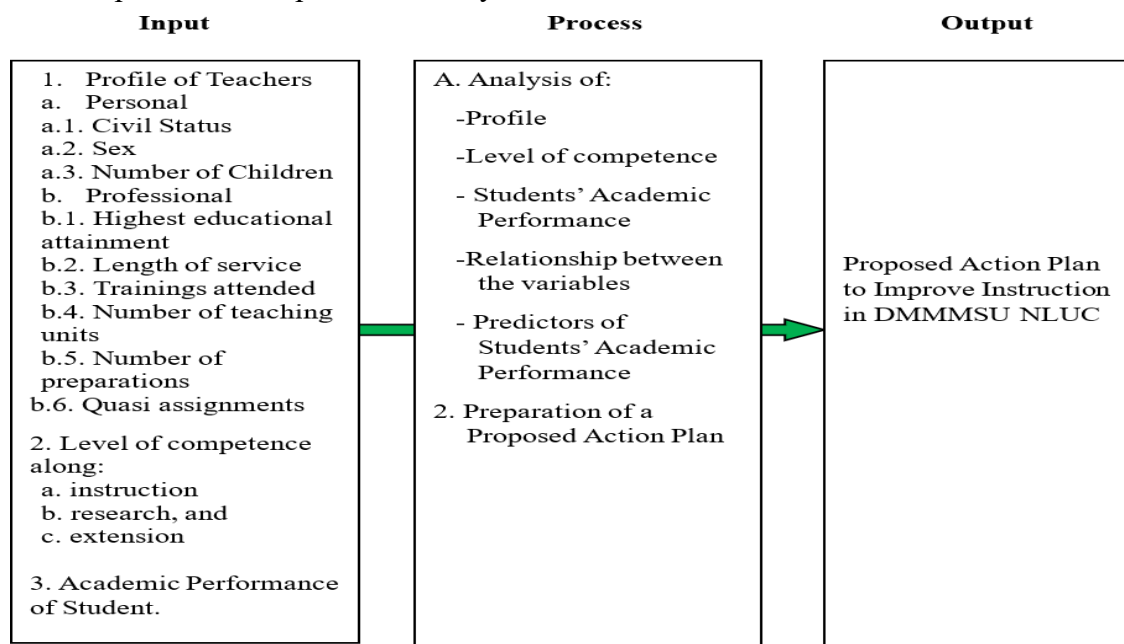 Input
1. Profile of Teachers
a. Personal
a.1. Civil Status
a.2. Sex
a.3. Number of Children
b. Professional
b.1. Highest educational
attainment
b.2. Length of service
b.3. Trainings attended
b.4. Number of teaching
units
b.5. Number of
preparations
b.6. Quasi assignments
2. Level of competence
along:
a. instruction
b. research, and
c. extension
3. Academic Performance
of Student.
Process
A. Analysis of:
-Profile
-Level of competence
- Students’ Academic
Performance
-Relationship between
the variables
- Predictors of
Students’ Academic
Performance
2. Preparation of a
Proposed Action Plan
Output
Proposed Action Plan
to Improve Instruction
in DMMMSU NLUC